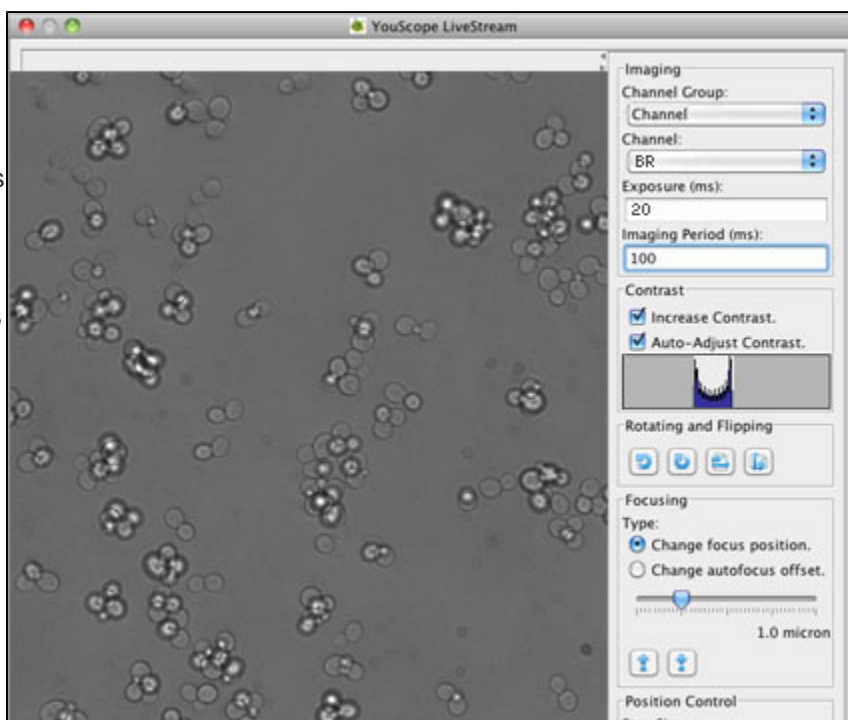 YouScope LiveStream
Imaging
Channel Group:
Channel
Channel:
BR
Exposure (ms):
20
Imaging Period (ms):
100
Contrast
Increase Contrast.
Auto-Adjust Contrast.
Rotating and Flipping
Focusing
Type:
Change focus position.
Change autofocus offset.
1.0 micron
Position Control